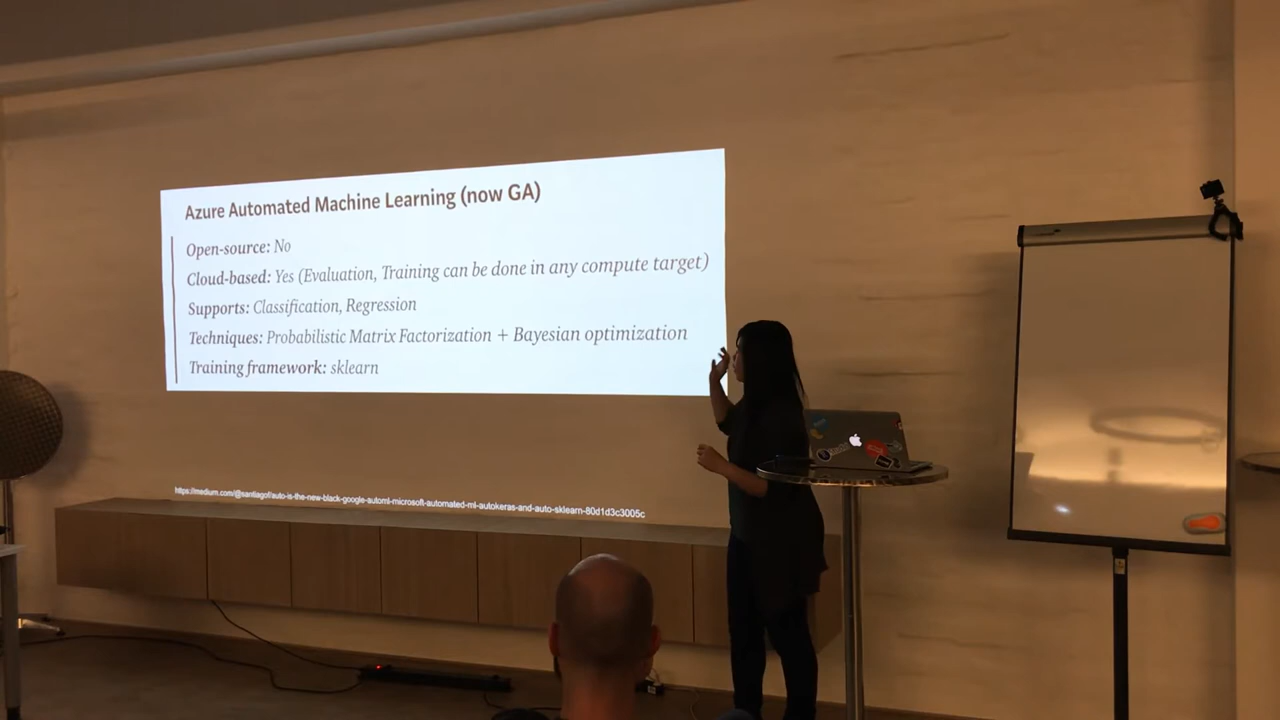 Azure Automated Machine Learning (now GA)
Open-source: No
Cloud-based: Yes (Evaluation, Training can be done in any compute target)
Supports: Classification, Regression
Techniques: Probabilistic Matrix Factorization + Bayesian optimization
Training framework: sklearn
https://medium.com/@santiagof/auto-is-the-new-black-google-automl-microsoft-automated-ml-autokeras-and-auto-sklearn-80d1d3c3005c